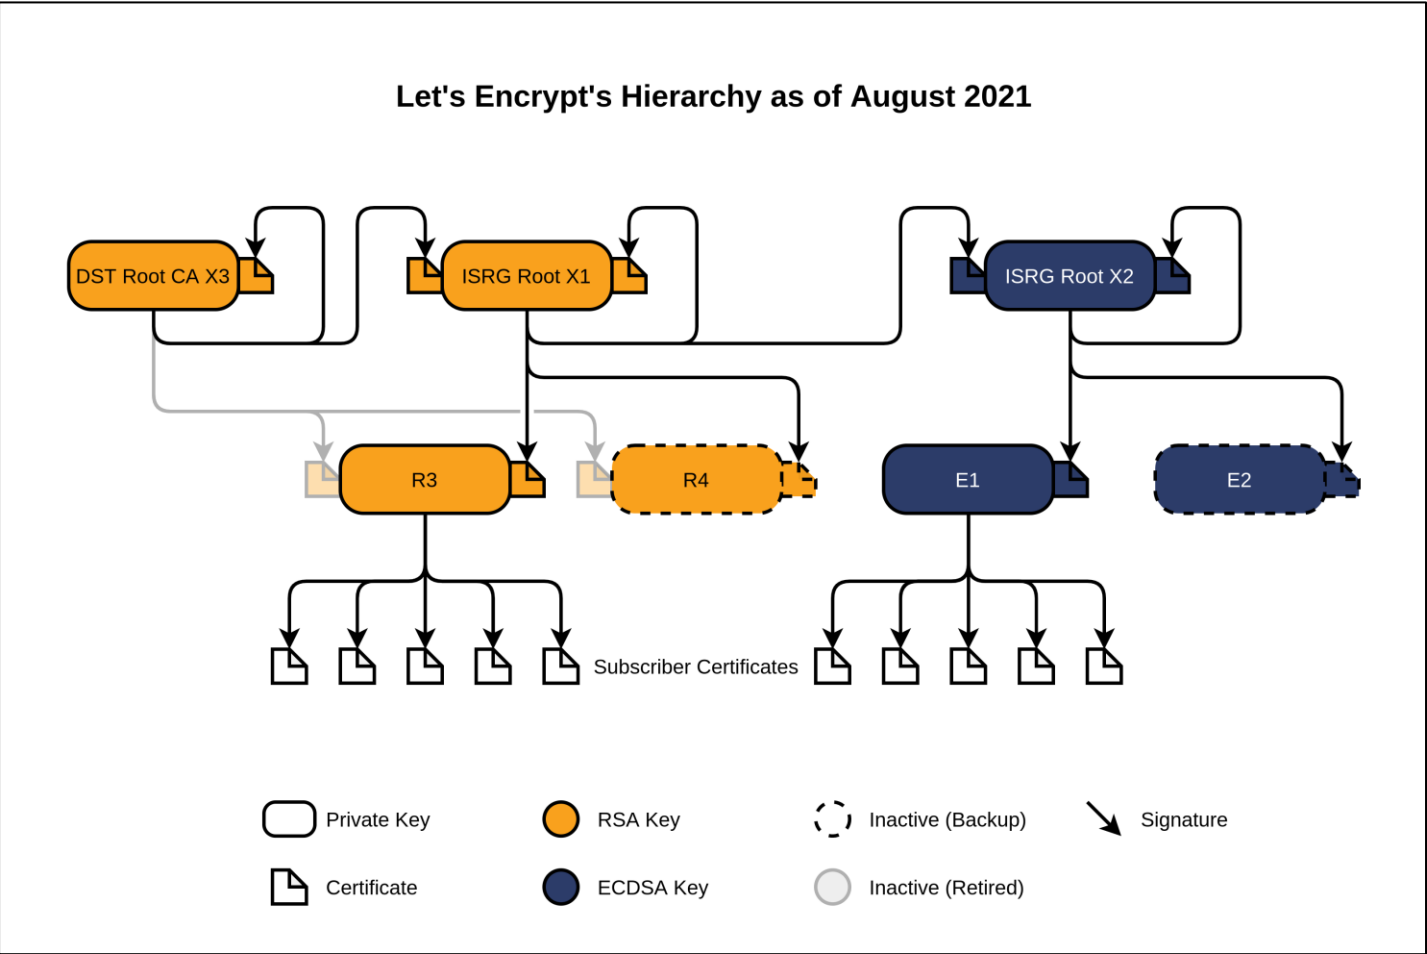 Let's Encrypt's Hierarchy as of August 2021
DST Root CA X3
ISRG Root X1
ISRG Root X2
R3
R4
E1
E2
Subscriber Certificates
Private Key
RSA Key
Inactive (Backup)
Signature
Certificate
ECDSA Key
Inactive (Retired)